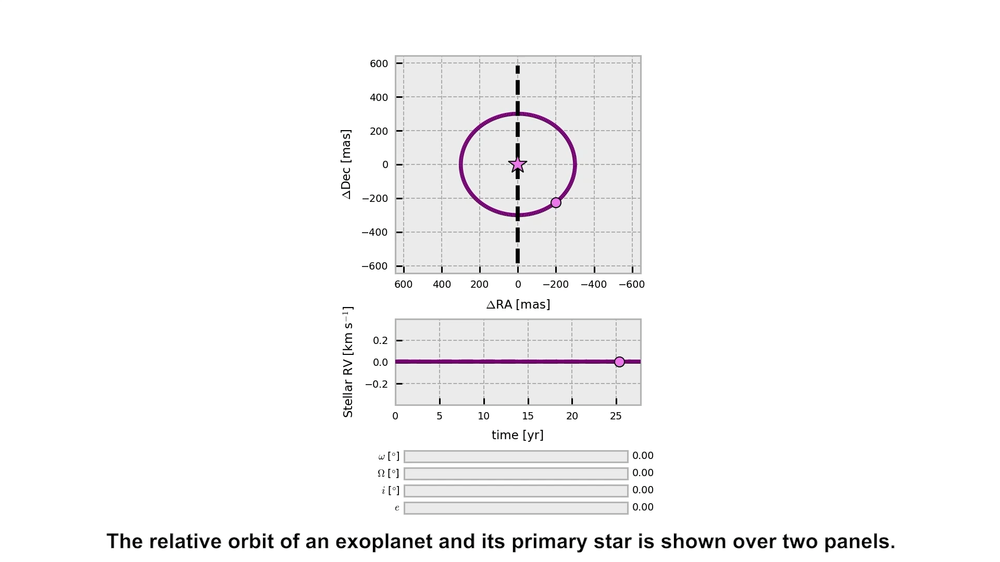 600
400
200
0
−200
−400
−600
ΔDec [mas]
600 400 200 0 −200 −400 −600
ΔRA [mas]
0.2
0.0
−0.2
Stellar RV [km s⁻¹]
0 5 10 15 20 25
time [yr]
ω [°] 0.00
Ω [°] 0.00
i [°] 0.00
e 0.00
The relative orbit of an exoplanet and its primary star is shown over two panels.